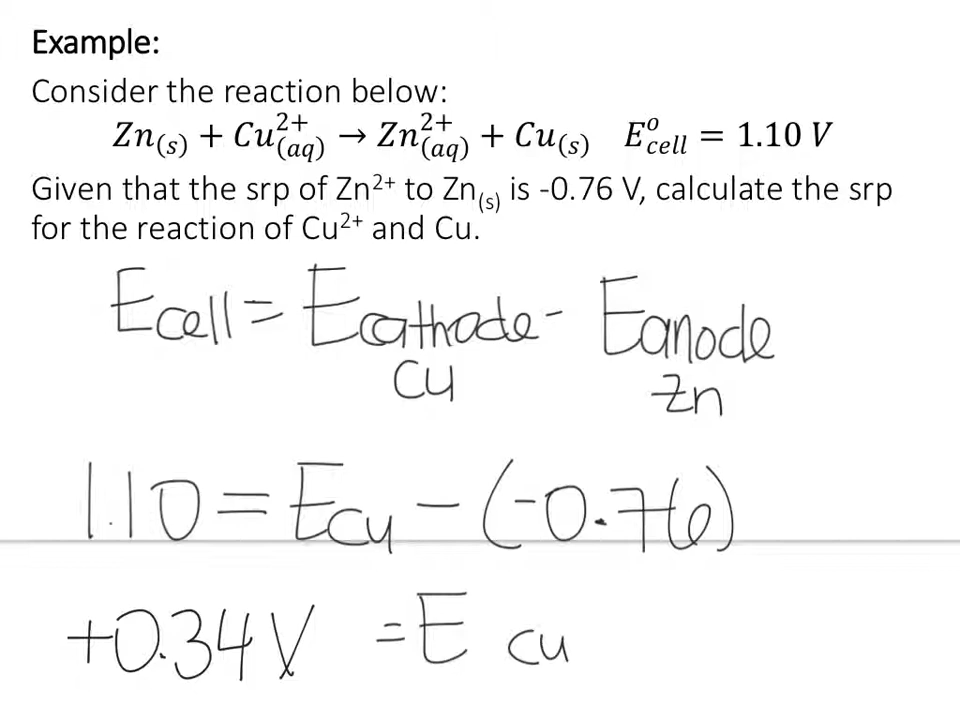 Example:
Consider the reaction below:
𝑍𝑛₍ₛ₎ + 𝐶𝑢²⁺₍aq₎ → 𝑍𝑛²⁺₍aq₎ + 𝐶𝑢₍ₛ₎ 𝐸ᵒcell = 1.10 𝑉
Given that the srp of Zn²⁺ to Zn₍ₛ₎ is -0.76 V, calculate the srp
for the reaction of Cu²⁺ and Cu.
Ecell = Ecathode - Eanode
Cu Zn
1.10 = Ecu - (-0.76)
+0.34 V = E cu